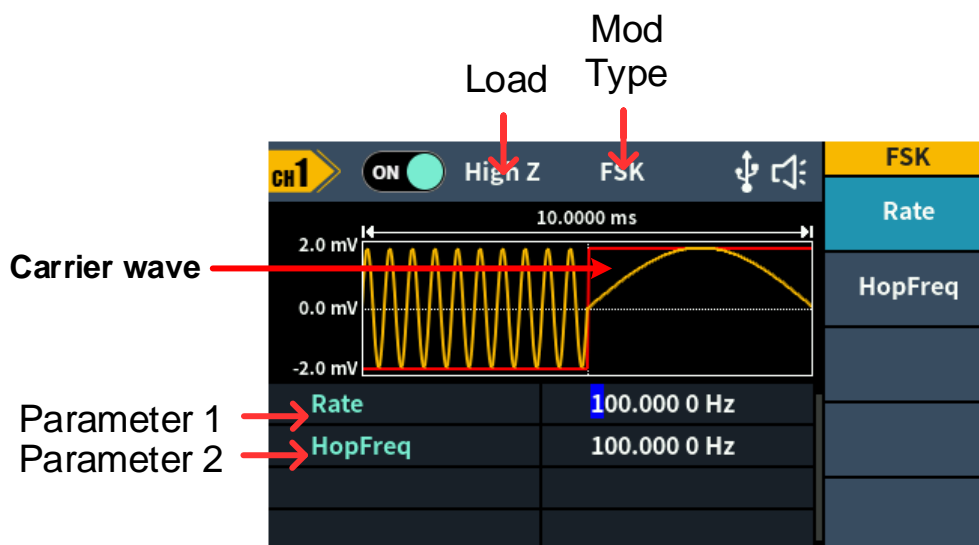 Mod
Type
Load
CH1
ON
High Z
FSK
FSK
Rate
HopFreq
10.0000 ms
2.0 mV
Carrier wave
0.0 mV
-2.0 mV
Parameter 1
Rate
100.000 0 Hz
Parameter 2
HopFreq
100.000 0 Hz